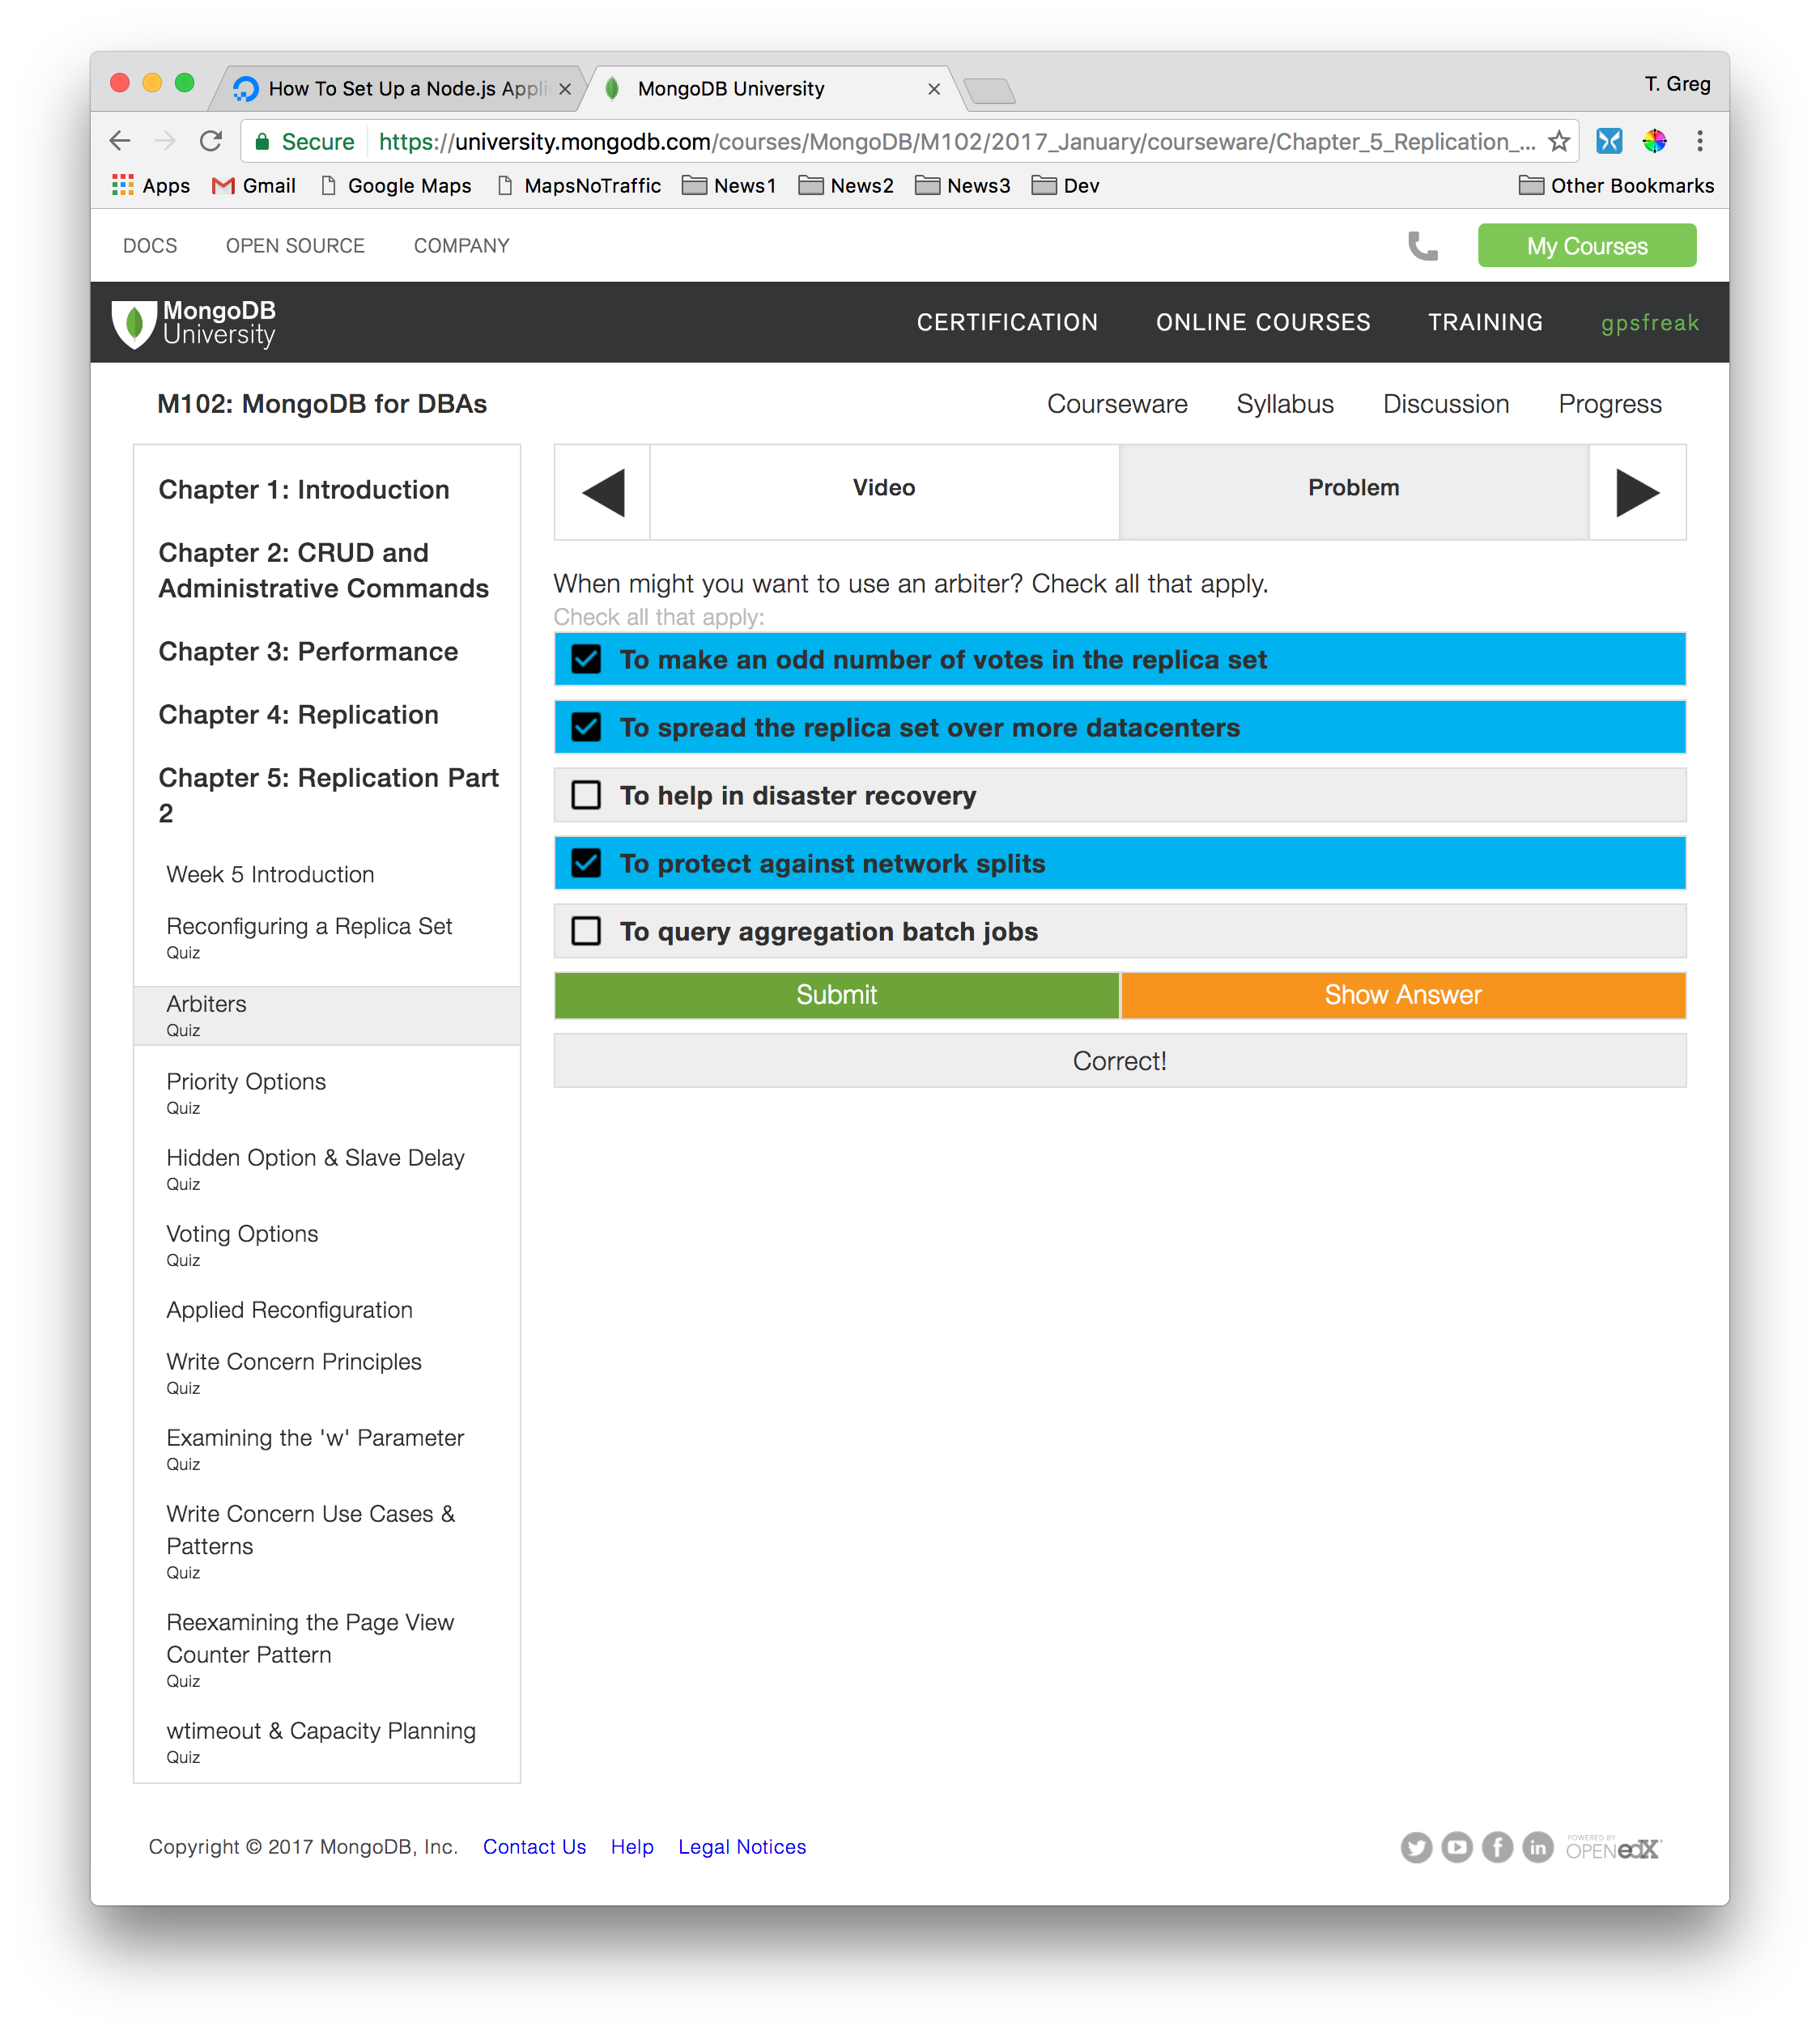 How To Set Up a Node.js Appli
MongoDB University
T. Greg
Secure
https://university.mongodb.com/courses/MongoDB/M102/2017_January/courseware/Chapter_5_Replication_...
Apps
Gmail
Google Maps
MapsNoTraffic
News1
News2
News3
Dev
Other Bookmarks
DOCS
OPEN SOURCE
COMPANY
My Courses
MongoDB
University
CERTIFICATION
ONLINE COURSES
TRAINING
gpsfreak
M102: MongoDB for DBAs
Courseware
Syllabus
Discussion
Progress
Chapter 1: Introduction
Chapter 2: CRUD and
Administrative Commands
Chapter 3: Performance
Chapter 4: Replication
Chapter 5: Replication Part
2
Week 5 Introduction
Reconfiguring a Replica Set
Quiz
Arbiters
Quiz
Priority Options
Quiz
Hidden Option & Slave Delay
Quiz
Voting Options
Quiz
Applied Reconfiguration
Write Concern Principles
Quiz
Examining the 'w' Parameter
Quiz
Write Concern Use Cases &
Patterns
Quiz
Reexamining the Page View
Counter Pattern
Quiz
wtimeout & Capacity Planning
Quiz
Video
Problem
When might you want to use an arbiter? Check all that apply.
Check all that apply:
To make an odd number of votes in the replica set
To spread the replica set over more datacenters
To help in disaster recovery
To protect against network splits
To query aggregation batch jobs
Submit
Show Answer
Correct!
Copyright © 2017 MongoDB, Inc.
Contact Us
Help
Legal Notices
POWERED BY
OPEN edX